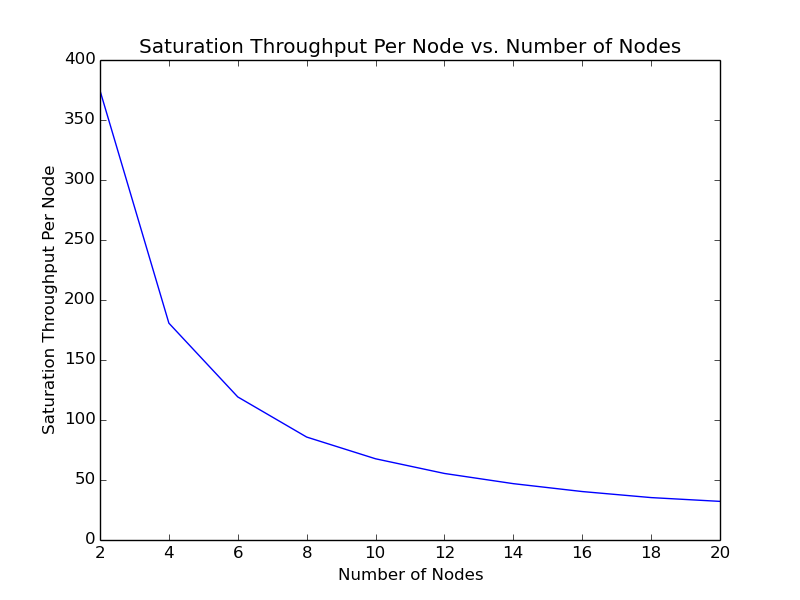 Saturation Throughput Per Node vs. Number of Nodes
400
350
300
250
200
150
100
50
0
Saturation Throughput Per Node
2 4 6 8 10 12 14 16 18 20
Number of Nodes